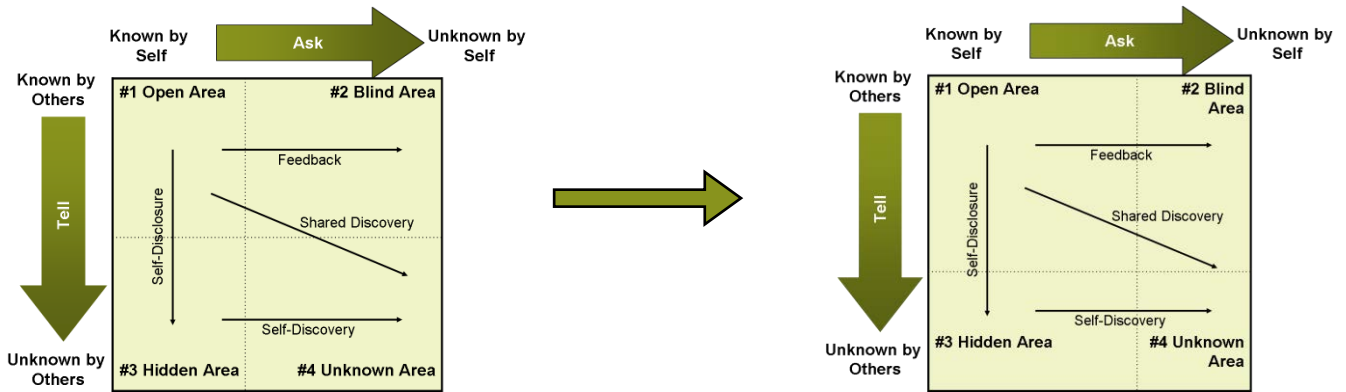 Known by
Self
Ask
Unknown by
Self
Known by
Others
#1 Open Area
#2 Blind Area
Feedback
Tell
Self-Disclosure
Shared Discovery
Self-Discovery
Unknown by
Others
#3 Hidden Area
#4 Unknown Area
Known by
Self
Ask
Unknown by
Self
Known by
Others
#1 Open Area
#2 Blind
Area
Feedback
Tell
Self-Disclosure
Shared Discovery
Self-Discovery
Unknown by
Others
#3 Hidden Area
#4 Unknown
Area